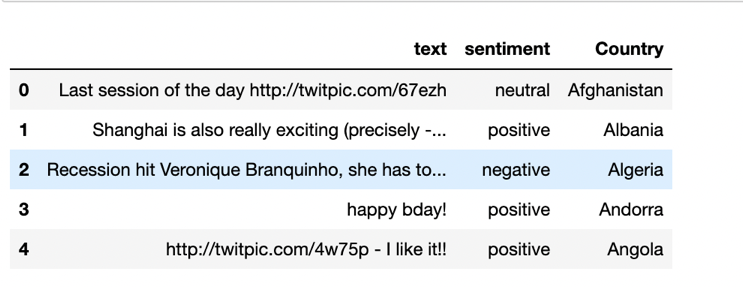 text sentiment Country
0 Last session of the day http://twitpic.com/67ezh neutral Afghanistan
1 Shanghai is also really exciting (precisely -... positive Albania
2 Recession hit Veronique Branquinho, she has to... negative Algeria
3 happy bday! positive Andorra
4 http://twitpic.com/4w75p - I like it!! positive Angola